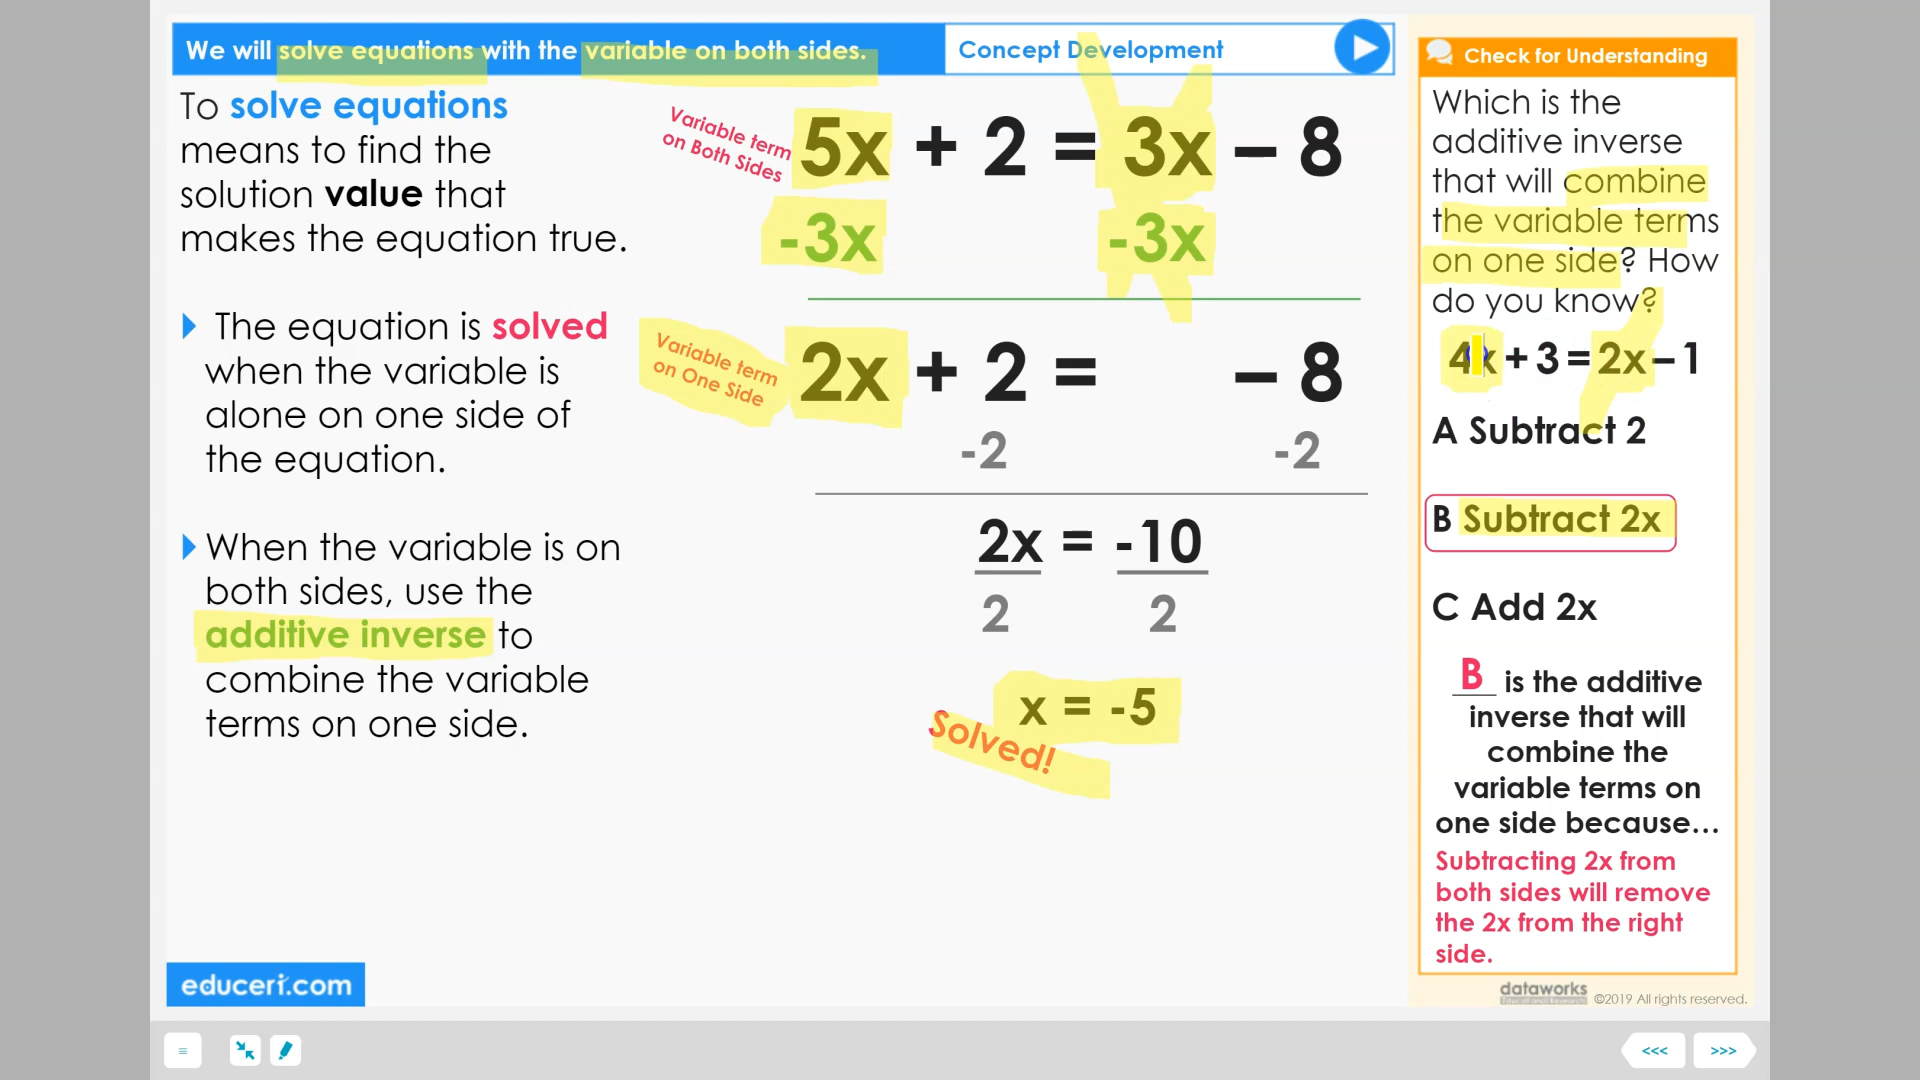 We will solve equations with the variable on both sides.
Concept Development
To solve equations
means to find the
solution value that
makes the equation true.
The equation is solved
when the variable is
alone on one side of
the equation.
When the variable is on
both sides, use the
additive inverse to
combine the variable
terms on one side.
Variable term
on Both Sides
5x + 2 = 3x – 8
-3x -3x
Variable term
on One Side
2x + 2 = – 8
-2 -2
2x = -10
2 2
x = -5
Solved!
Check for Understanding
Which is the
additive inverse
that will combine
the variable terms
on one side? How
do you know?
4x + 3 = 2x – 1
A Subtract 2
B Subtract 2x
C Add 2x
B is the additive
inverse that will
combine the
variable terms on
one side because...
Subtracting 2x from
both sides will remove
the 2x from the right
side.
educeri.com
dataworks
©2019 All rights reserved.
<<< >>>